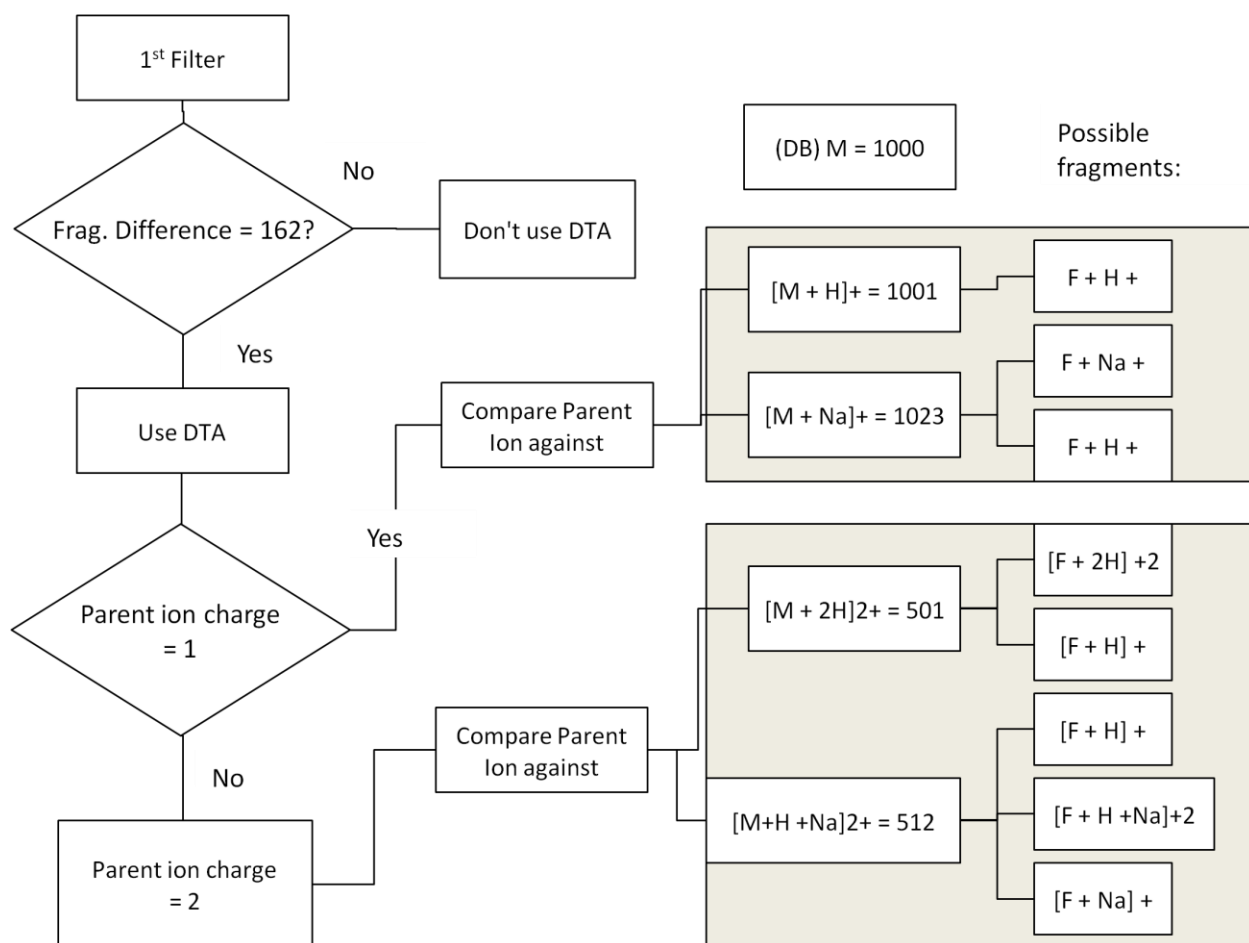 1st Filter
Frag. Difference = 162?
No
Don't use DTA
Yes
Use DTA
Parent ion charge
= 1
Yes
No
Parent ion charge
= 2
Compare Parent
Ion against
Compare Parent
Ion against
(DB) M = 1000
Possible
fragments:
[M + H]+ = 1001
F + H +
[M + Na]+ = 1023
F + Na +
F + H +
[M + 2H]2+ = 501
[F + 2H] +2
[F + H] +
[M+H +Na]2+ = 512
[F + H] +
[F + H +Na]+2
[F + Na] +